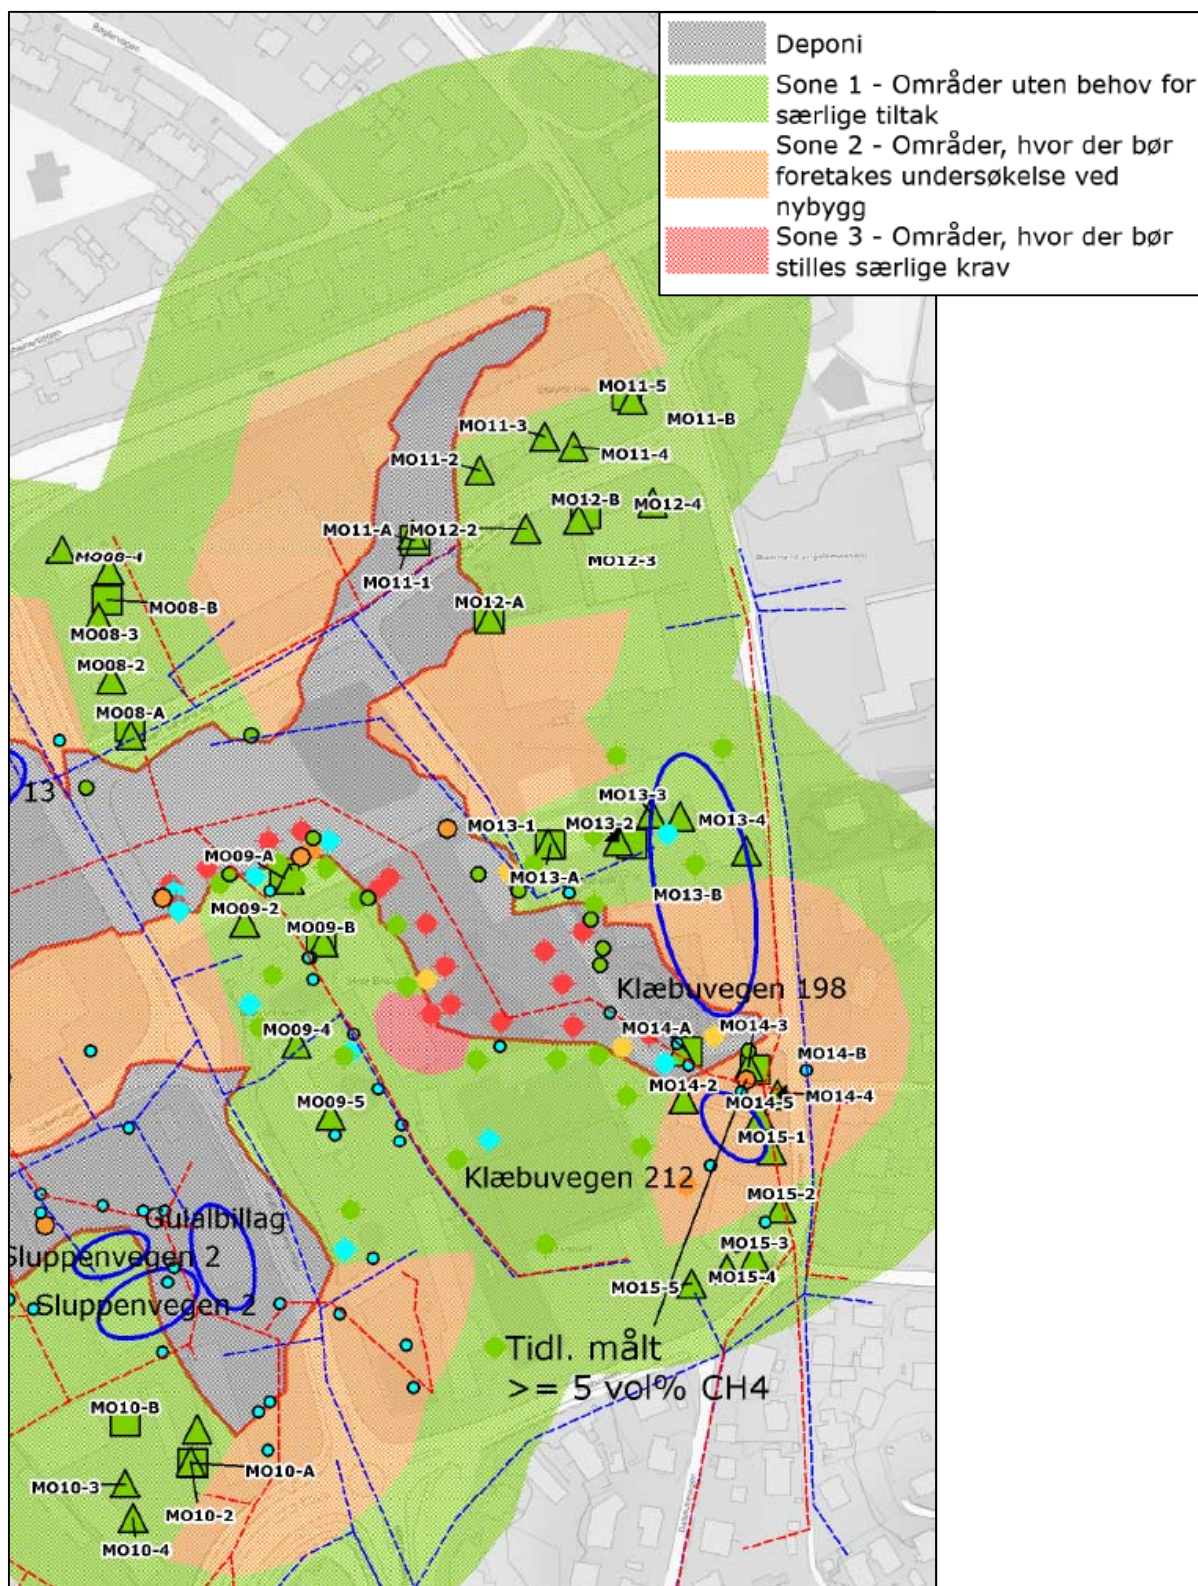 Deponi
Sone 1 - Områder uten behov for
særlige tiltak
Sone 2 - Områder, hvor der bør
foretakes undersøkelse ved
nybygg
Sone 3 - Områder, hvor der bør
stilles særlige krav
MO11-5
MO11-B
MO11-3
MO11-4
MO11-2
MO12-B
MO12-4
MO11-A
MO12-2
MO12-3
MO11-1
MO12-A
MO08-4
MO08-B
MO08-3
MO08-2
MO08-A
13
MO13-3
MO13-1
MO13-2
MO13-4
MO09-A
MO13-A
MO13-B
MO09-2
MO09-B
Klæbuvegen 198
MO14-A
MO14-3
MO09-4
MO14-B
MO14-2
MO14-4
MO09-5
MO14-5
MO15-1
Klæbuvegen 212
MO15-2
Gulalbillag
MO15-3
Sluppenvegen 2
MO15-4
MO15-5
Sluppenvegen 2
Tidl. målt
>= 5 vol% CH4
MO10-B
MO10-A
MO10-3
MO10-2
MO10-4